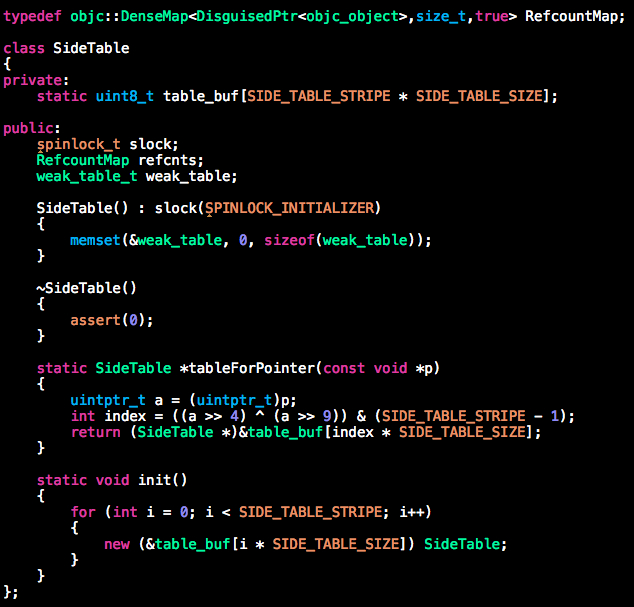 typedef objc::DenseMap<DisguisedPtr<objc_object>,size_t,true> RefcountMap;
class SideTable
{
private:
    static uint8_t table_buf[SIDE_TABLE_STRIPE * SIDE_TABLE_SIZE];
public:
    spinlock_t slock;
    RefcountMap refcnts;
    weak_table_t weak_table;
    SideTable() : slock(SPINLOCK_INITIALIZER)
    {
        memset(&weak_table, 0, sizeof(weak_table));
    }
    ~SideTable()
    {
        assert(0);
    }
    static SideTable *tableForPointer(const void *p)
    {
        uintptr_t a = (uintptr_t)p;
        int index = ((a >> 4) ^ (a >> 9)) & (SIDE_TABLE_STRIPE - 1);
        return (SideTable *)&table_buf[index * SIDE_TABLE_SIZE];
    }
    static void init()
    {
        for (int i = 0; i < SIDE_TABLE_STRIPE; i++)
        {
            new (&table_buf[i * SIDE_TABLE_SIZE]) SideTable;
        }
    }
};